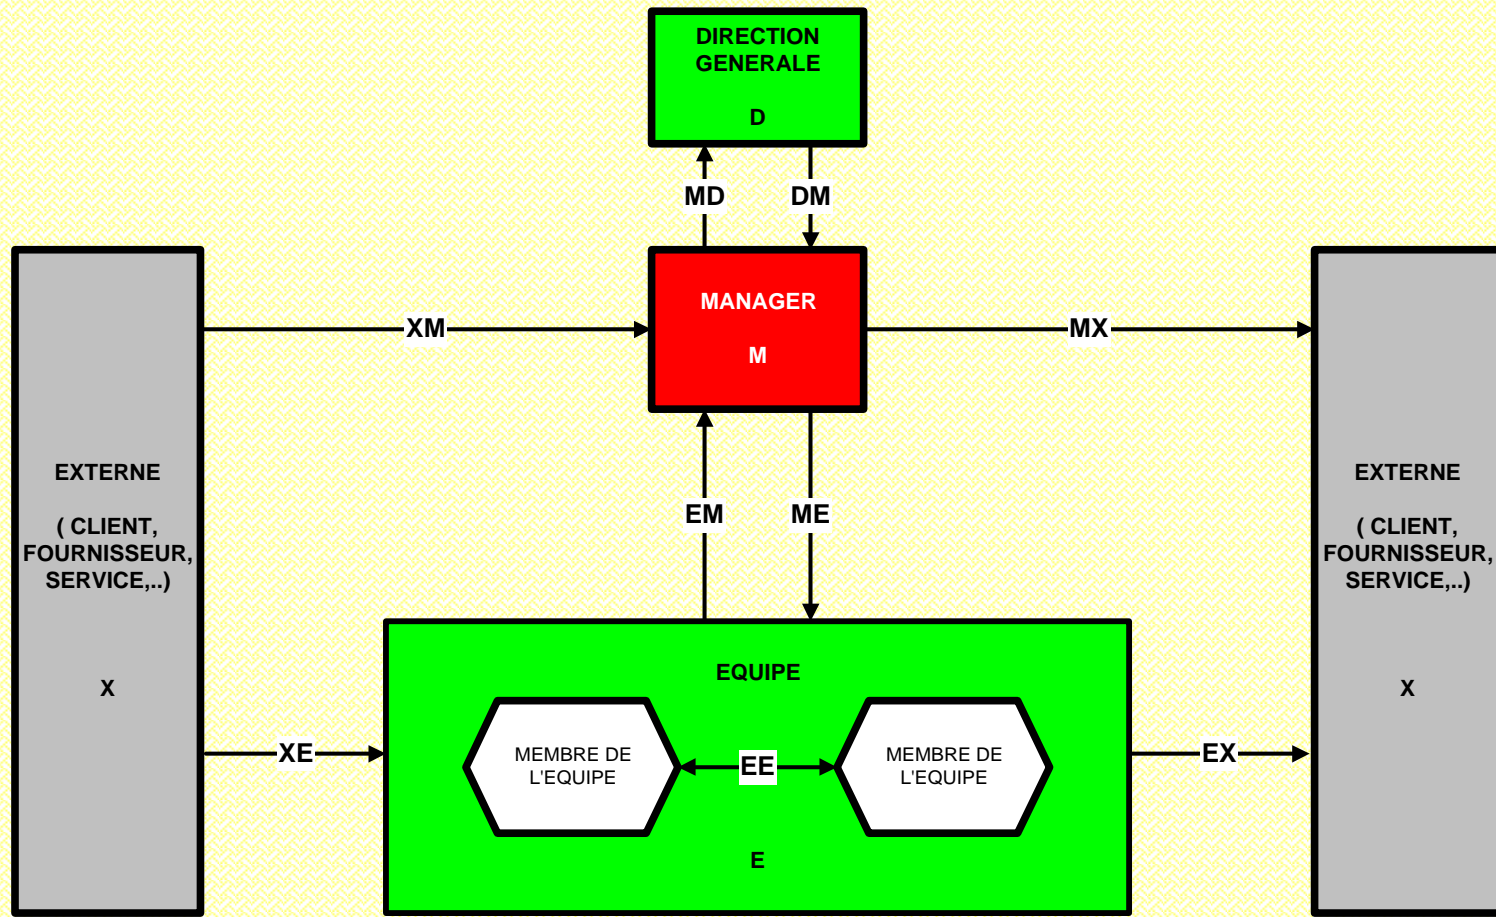 DIRECTION
GENERALE
D
MD
DM
MANAGER
M
XM
MX
EXTERNE
( CLIENT,
FOURNISSEUR,
SERVICE,..)
X
EM
ME
EXTERNE
( CLIENT,
FOURNISSEUR,
SERVICE,..)
X
EQUIPE
XE
MEMBRE DE
L'EQUIPE
EE
MEMBRE DE
L'EQUIPE
EX
E